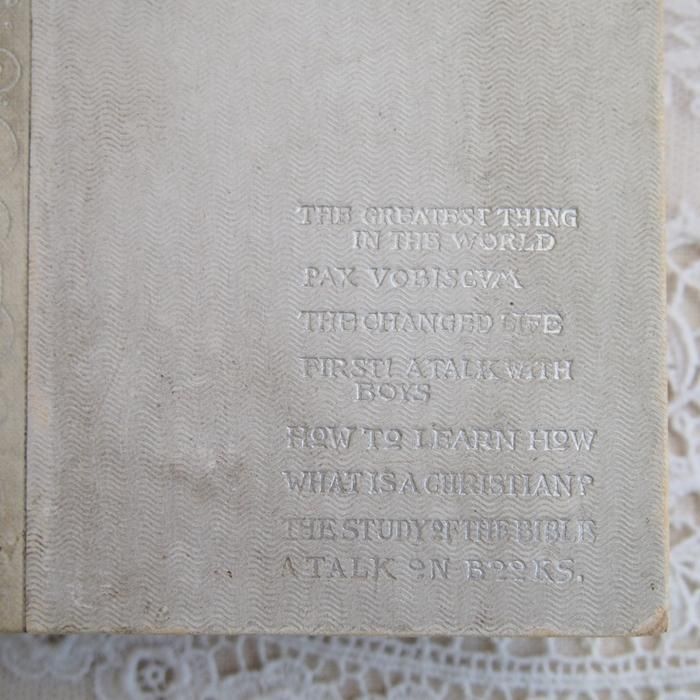 THE GREATEST THING
IN THE WORLD
PAX VOBISCVM
THE CHANGED LIFE
FIRST! A TALK WITH
BOYS
HOW TO LEARN HOW
WHAT IS A CHRISTIAN?
THE STUDY OF THE BIBLE
A TALK ON BOOKS.